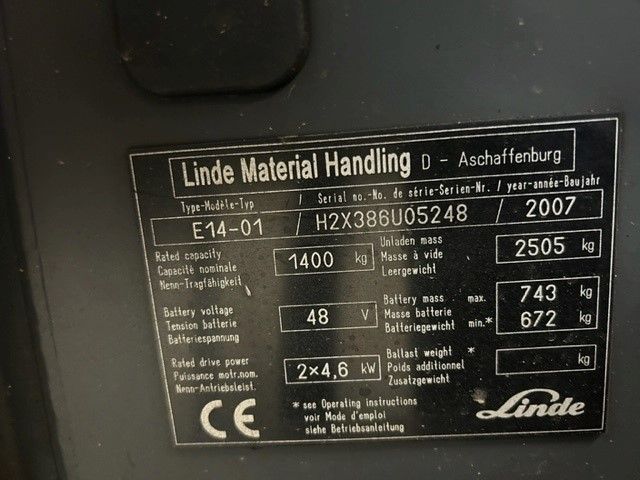 Linde Material Handling D - Aschaffenburg
Type-Modèle-Typ / Serial no.-No. de série-Serien-Nr. / year-année-Baujahr
E14-01 / H2X386U05248 / 2007
Rated capacity
Capacité nominale
Nenn-Tragfähigkeit
1400 kg
Unladen mass
Masse à vide
Leergewicht
2505 kg
Battery voltage
Tension batterie
Batteriespannung
48 V
Battery mass max.
Masse batterie
Batteriegewicht min.*
743 kg
672 kg
Rated drive power
Puissance motr.nom.
Nenn-Antriebsleist.
2×4,6 kW
Ballast weight *
Poids additionnel
Zusatzgewicht
kg
CE
* see Operating instructions
voir Mode d'emploi
siehe Betriebsanleitung
Linde